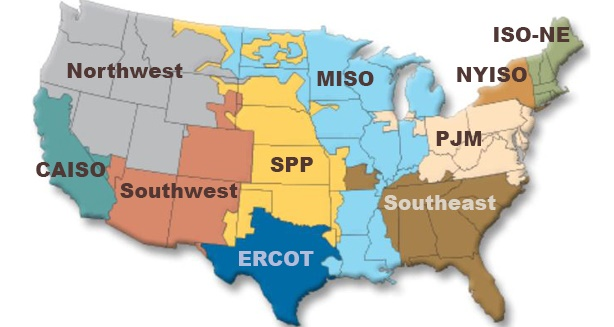 ISO-NE
Northwest
MISO
NYISO
PJM
CAISO
SPP
Southwest
Southeast
ERCOT